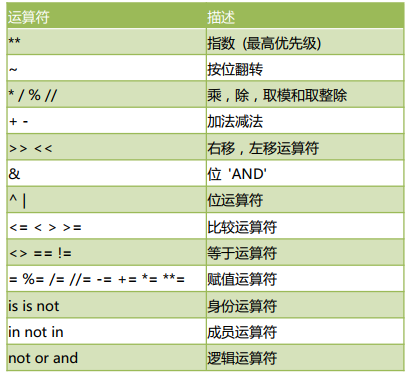 运算符 描述
** 指数 (最高优先级)
~ 按位翻转
* / % // 乘，除，取模和取整除
+ - 加法减法
>> << 右移，左移运算符
& 位 'AND'
^ | 位运算符
<= < > >= 比较运算符
<> == != 等于运算符
= %= /= //= -= += *= **= 赋值运算符
is is not 身份运算符
in not in 成员运算符
not or and 逻辑运算符